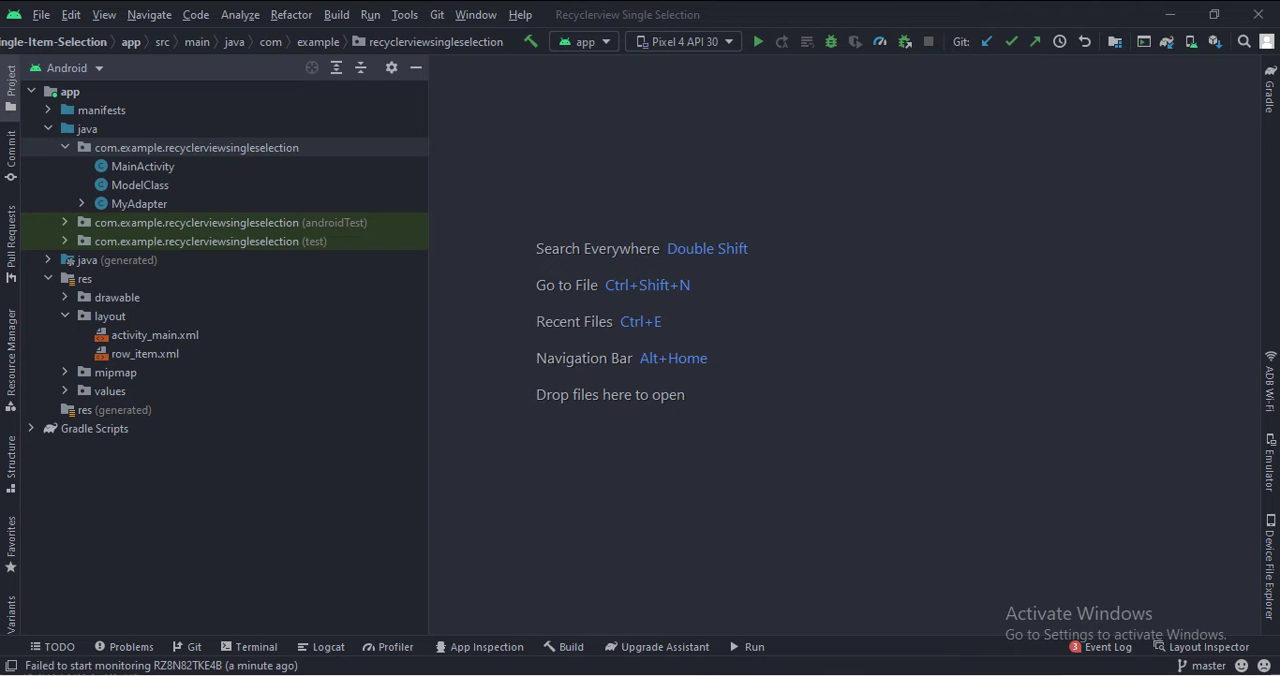 File Edit View Navigate Code Analyze Refactor Build Run Tools Git Window Help Recyclerview Single Selection
ingle-Item-Selection app src main java com example recyclerviewsingleselection app Pixel 4 API 30 Git:
Project
Commit
Pull Requests
Resource Manager
Structure
Favorites
Variants
Android
app
manifests
java
com.example.recyclerviewsingleselection
MainActivity
ModelClass
MyAdapter
com.example.recyclerviewsingleselection (androidTest)
com.example.recyclerviewsingleselection (test)
java (generated)
res
drawable
layout
activity_main.xml
row_item.xml
mipmap
values
res (generated)
Gradle Scripts
Search Everywhere Double Shift
Go to File Ctrl+Shift+N
Recent Files Ctrl+E
Navigation Bar Alt+Home
Drop files here to open
Gradle
ADB Wi-Fi
Emulator
Device File Explorer
Activate Windows
Go to Settings to activate Windows.
TODO Problems Git Terminal Logcat Profiler App Inspection Build Upgrade Assistant Run 3 Event Log Layout Inspector
Failed to start monitoring RZ8N82TKE4B (a minute ago) master